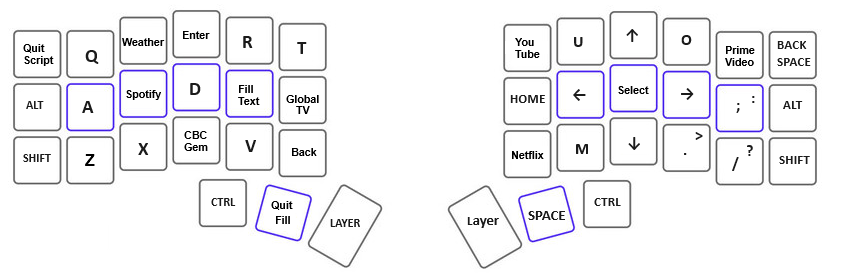 Quit
Script
Q
Weather
Enter
R
T
You
Tube
U
↑
O
Prime
Video
BACK
SPACE
ALT
A
Spotify
D
Fill
Text
Global
TV
HOME
←
Select
→
; :
ALT
SHIFT
Z
X
CBC
Gem
V
Back
Netflix
M
↓
. >
/ ?
SHIFT
CTRL
Quit
Fill
LAYER
Layer
SPACE
CTRL